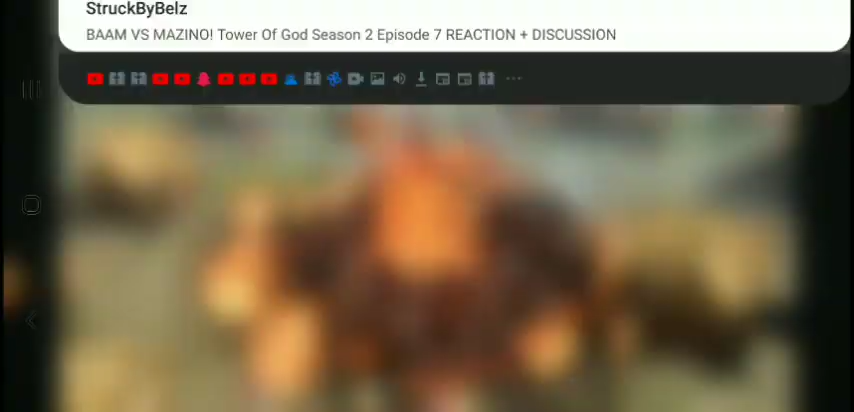 StruckByBelz
BAAM VS MAZINO! Tower Of God Season 2 Episode 7 REACTION + DISCUSSION